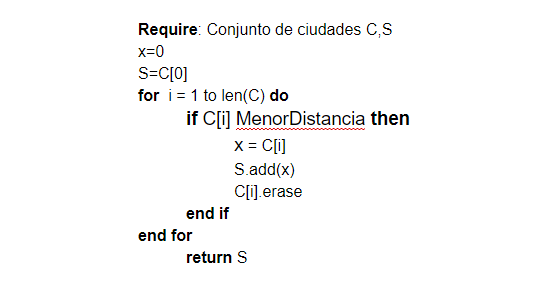 Require: Conjunto de ciudades C,S
x=0
S=C[0]
for i = 1 to len(C) do
if C[i] MenorDistancia then
x = C[i]
S.add(x)
C[i].erase
end if
end for
return S